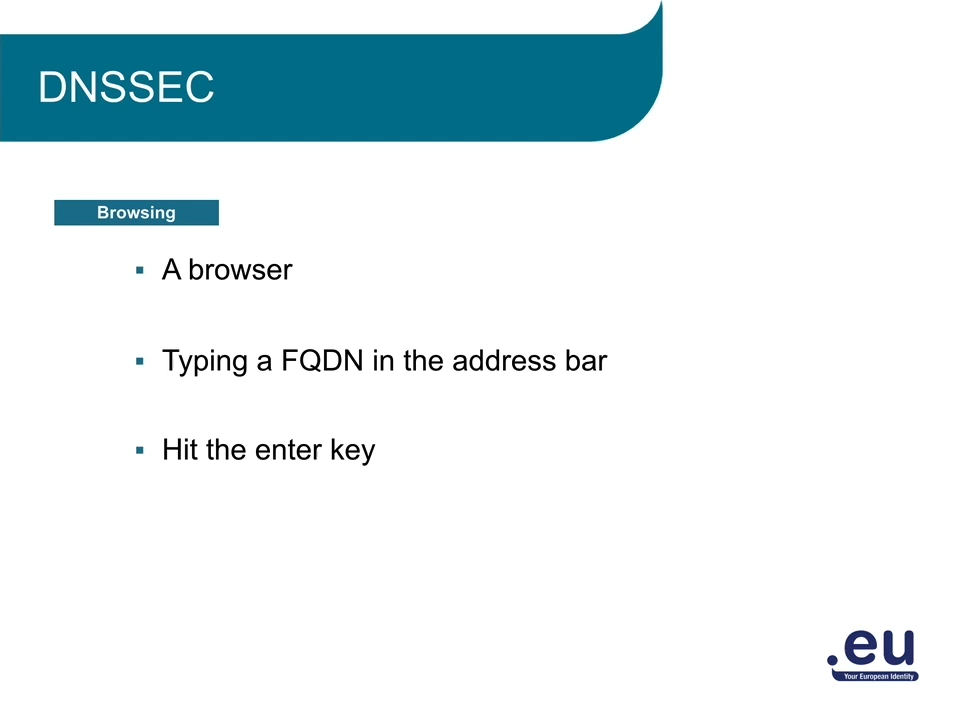 DNSSEC
Browsing
▪ A browser
▪ Typing a FQDN in the address bar
▪ Hit the enter key
.eu
Your European Identity